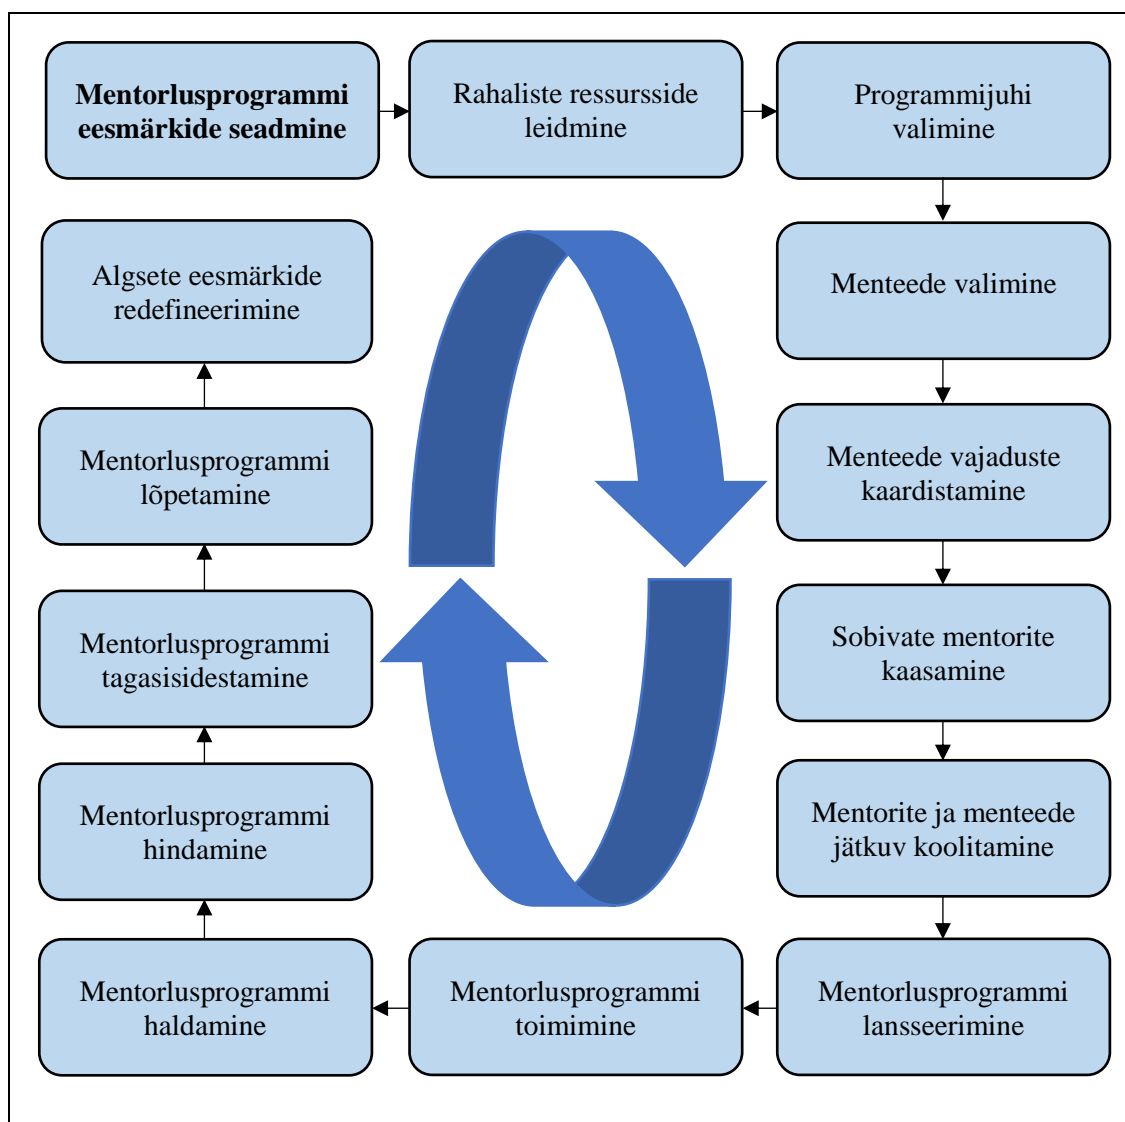 Mentorlusprogrammi
eesmärkide seadmine
Rahaliste ressursside
leidmine
Programmijuhi
valimine
Menteede valimine
Menteede vajaduste
kaardistamine
Sobivate mentorite
kaasamine
Mentorite ja menteede
jätkuv koolitamine
Mentorlusprogrammi
lansseerimine
Mentorlusprogrammi
toimimine
Mentorlusprogrammi
haldamine
Mentorlusprogrammi
hindamine
Mentorlusprogrammi
tagasisidestamine
Mentorlusprogrammi
lõpetamine
Algsete eesmärkide
redefineerimine